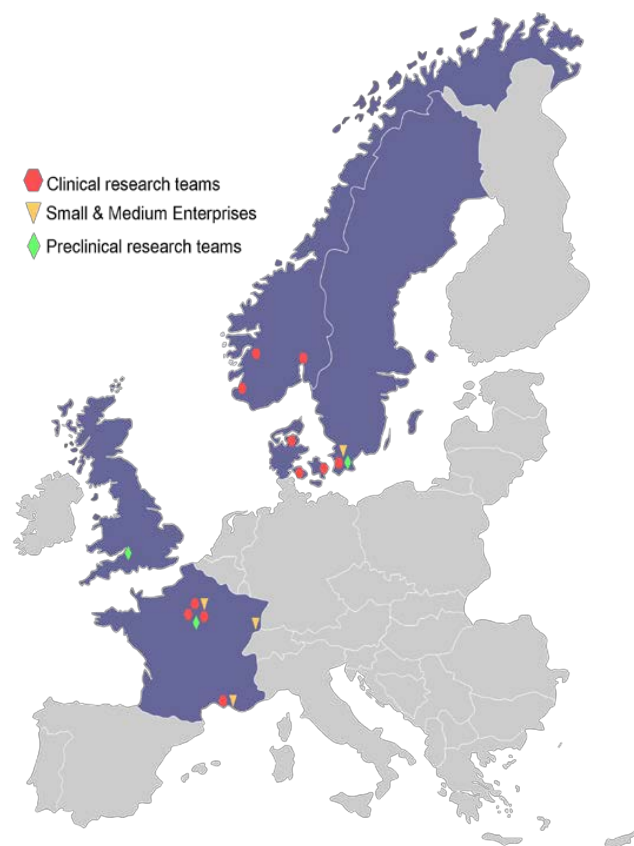 Clinical research teams
Small & Medium Enterprises
Preclinical research teams